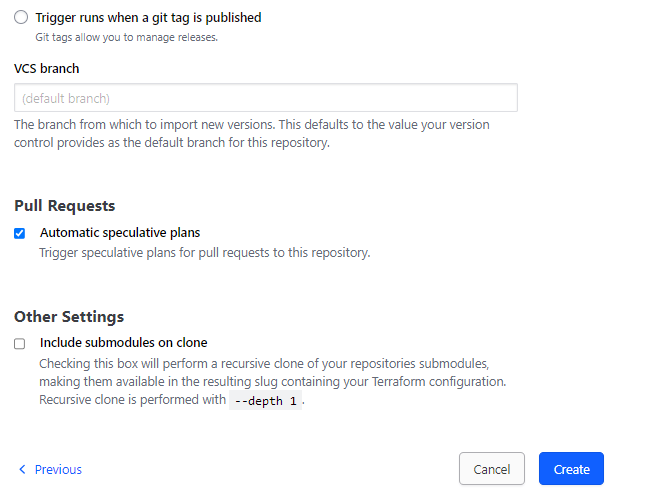 Trigger runs when a git tag is published
Git tags allow you to manage releases.
VCS branch
(default branch)
The branch from which to import new versions. This defaults to the value your version
control provides as the default branch for this repository.
Pull Requests
Automatic speculative plans
Trigger speculative plans for pull requests to this repository.
Other Settings
Include submodules on clone
Checking this box will perform a recursive clone of your repositories submodules,
making them available in the resulting slug containing your Terraform configuration.
Recursive clone is performed with --depth 1.
Previous
Cancel
Create